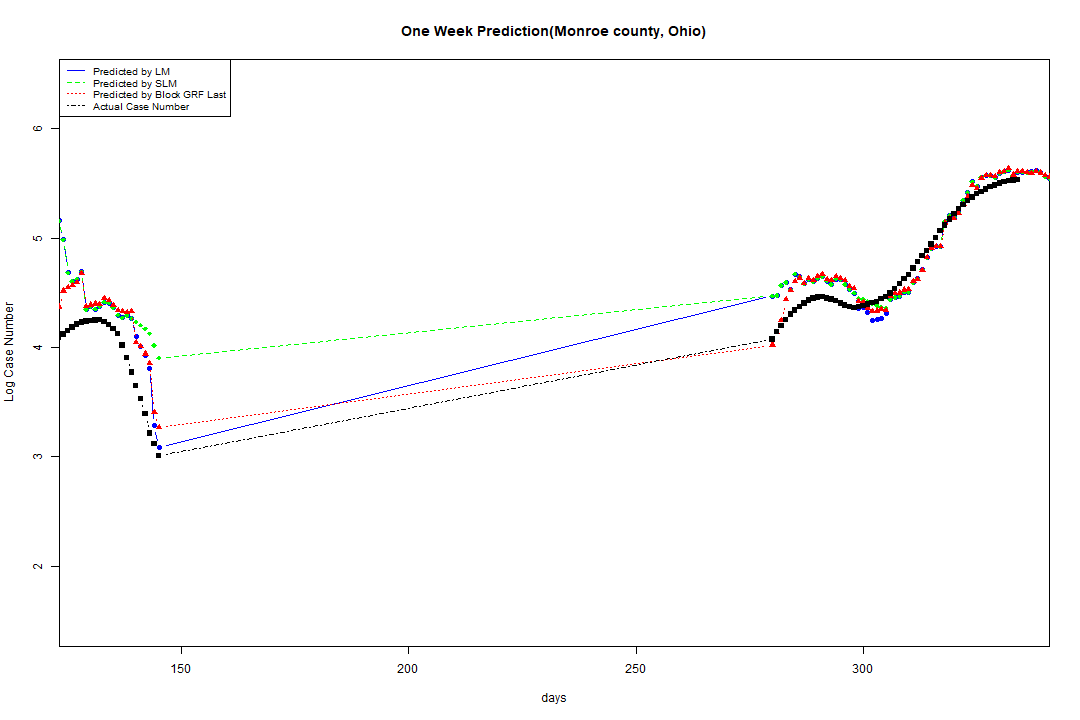 One Week Prediction(Monroe county, Ohio)
Predicted by LM
Predicted by SLM
Predicted by Block GRF Last
Actual Case Number
6
5
4
3
2
Log Case Number
150 200 250 300
days